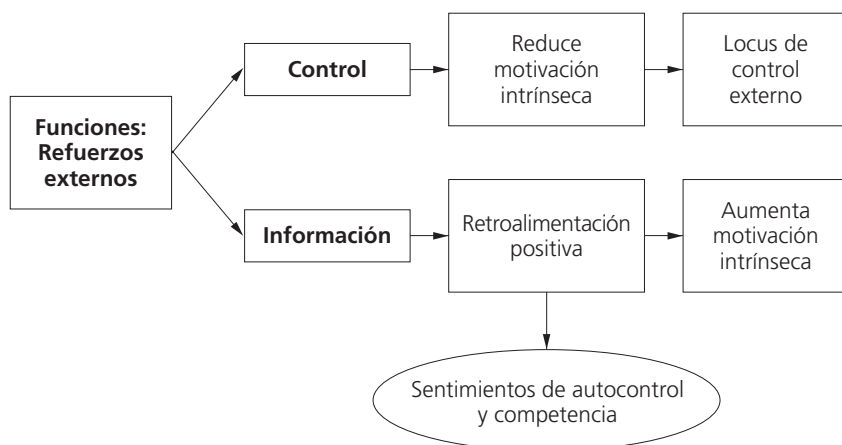 Funciones:
Refuerzos
externos
Control
Reduce
motivación
intrínseca
Locus de
control
externo
Información
Retroalimentación
positiva
Aumenta
motivación
intrínseca
Sentimientos de autocontrol
y competencia